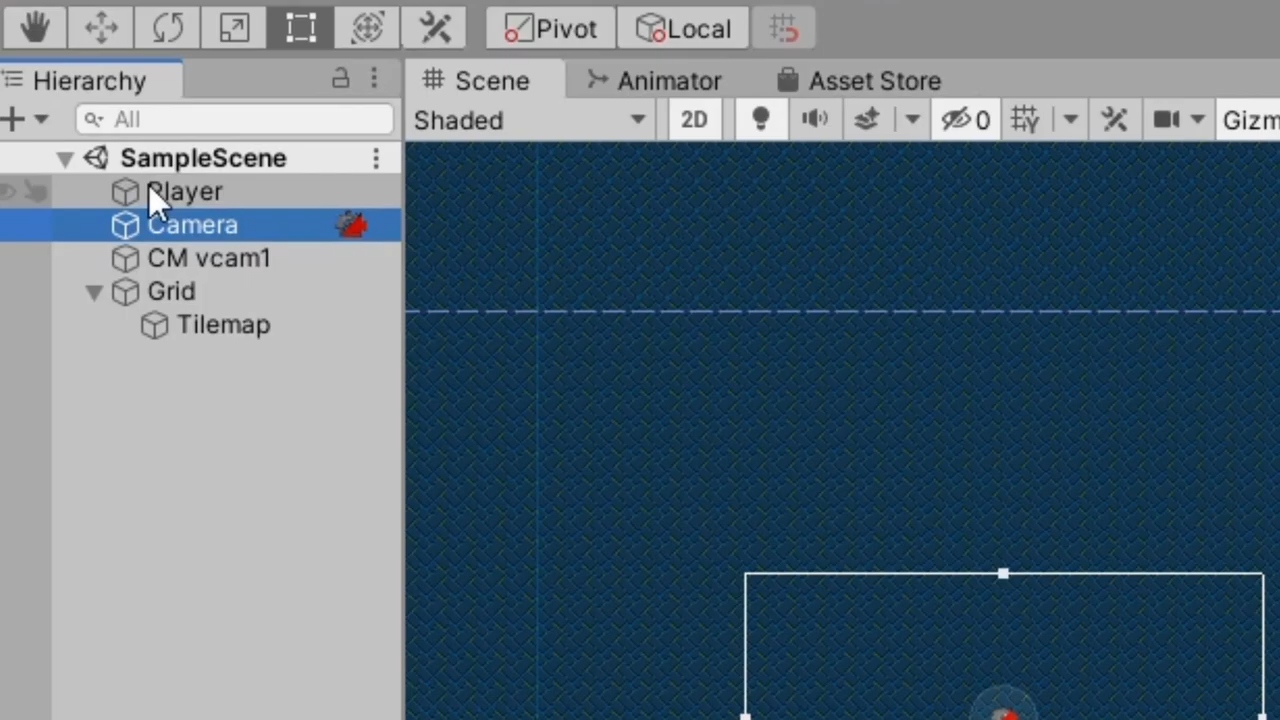 Pivot Local
Hierarchy Scene Animator Asset Store
All Shaded 2D 0 Gizm
SampleScene
Player
Camera
CM vcam1
Grid
Tilemap